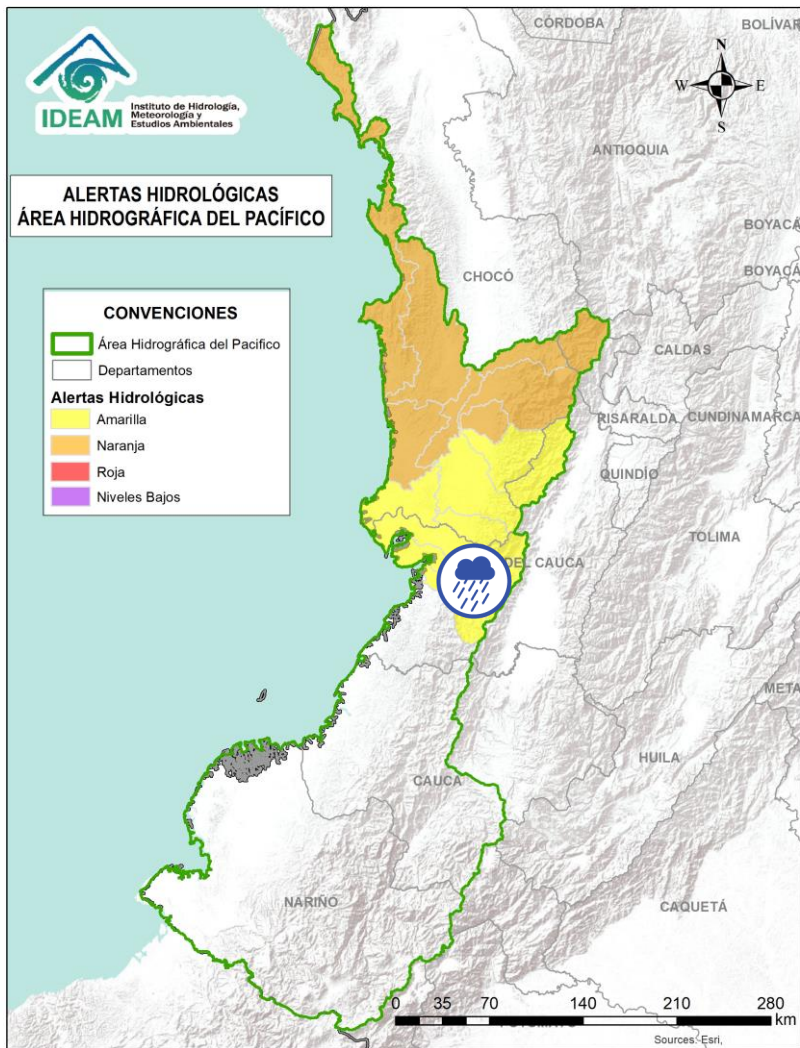 CÓRDOBA
BOLÍVAR
N
W
E
S
IDEAM
Instituto de Hidrología,
Meteorología y
Estudios Ambientales
ANTIOQUIA
ALERTAS HIDROLÓGICAS
ÁREA HIDROGRÁFICA DEL PACÍFICO
BOYACÁ
BOYACÁ
CHOCÓ
CONVENCIONES
Área Hidrográfica del Pacifico
Departamentos
Alertas Hidrológicas
Amarilla
Naranja
Roja
Niveles Bajos
CALDAS
RISARALDA
CUNDINAMARCA
QUINDÍO
TOLIMA
DEL CAUCA
META
HUILA
CAUCA
NARIÑO
CAQUETÁ
0 35 70 140 210 280
km
Sources: Esri,